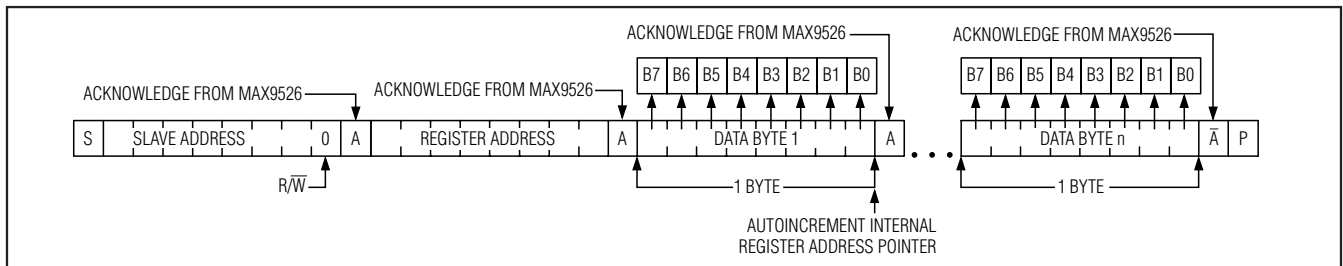 ACKNOWLEDGE FROM MAX9526
ACKNOWLEDGE FROM MAX9526
B7 B6 B5 B4 B3 B2 B1 B0
B7 B6 B5 B4 B3 B2 B1 B0
ACKNOWLEDGE FROM MAX9526
ACKNOWLEDGE FROM MAX9526
S SLAVE ADDRESS 0 A REGISTER ADDRESS A DATA BYTE 1 A • • • DATA BYTE n A̅ P
R/W̅
1 BYTE
1 BYTE
AUTOINCREMENT INTERNAL
REGISTER ADDRESS POINTER